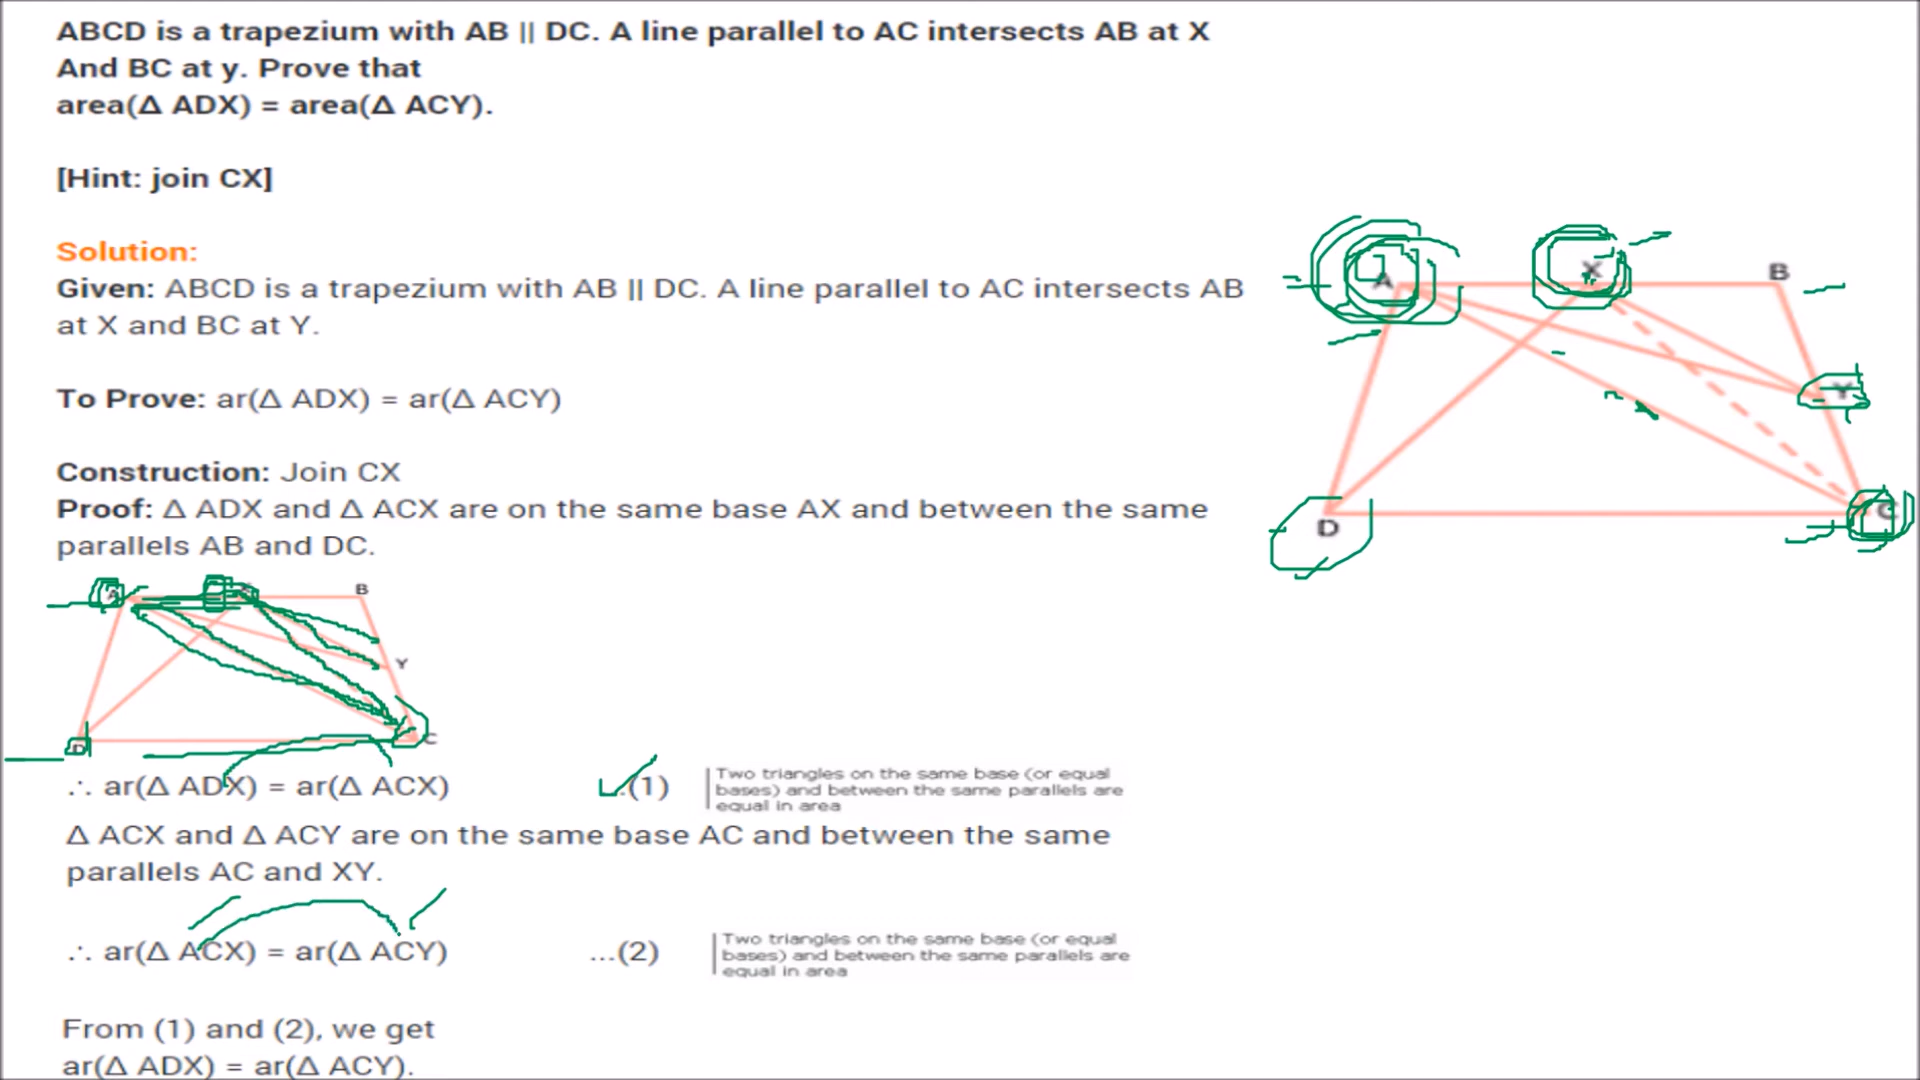 ABCD is a trapezium with AB || DC. A line parallel to AC intersects AB at X
And BC at y. Prove that
area(Δ ADX) = area(Δ ACY).
[Hint: join CX]
Solution:
Given: ABCD is a trapezium with AB || DC. A line parallel to AC intersects AB
at X and BC at Y.
To Prove: ar(Δ ADX) = ar(Δ ACY)
Construction: Join CX
Proof: Δ ADX and Δ ACX are on the same base AX and between the same
parallels AB and DC.
A X B
Y
D C
A B
Y
D C
∴ ar(Δ ADX) = ar(Δ ACX) (1)
Two triangles on the same base (or equal
bases) and between the same parallels are
equal in area
Δ ACX and Δ ACY are on the same base AC and between the same
parallels AC and XY.
∴ ar(Δ ACX) = ar(Δ ACY) ...(2)
Two triangles on the same base (or equal
bases) and between the same parallels are
equal in area
From (1) and (2), we get
ar(Δ ADX) = ar(Δ ACY).